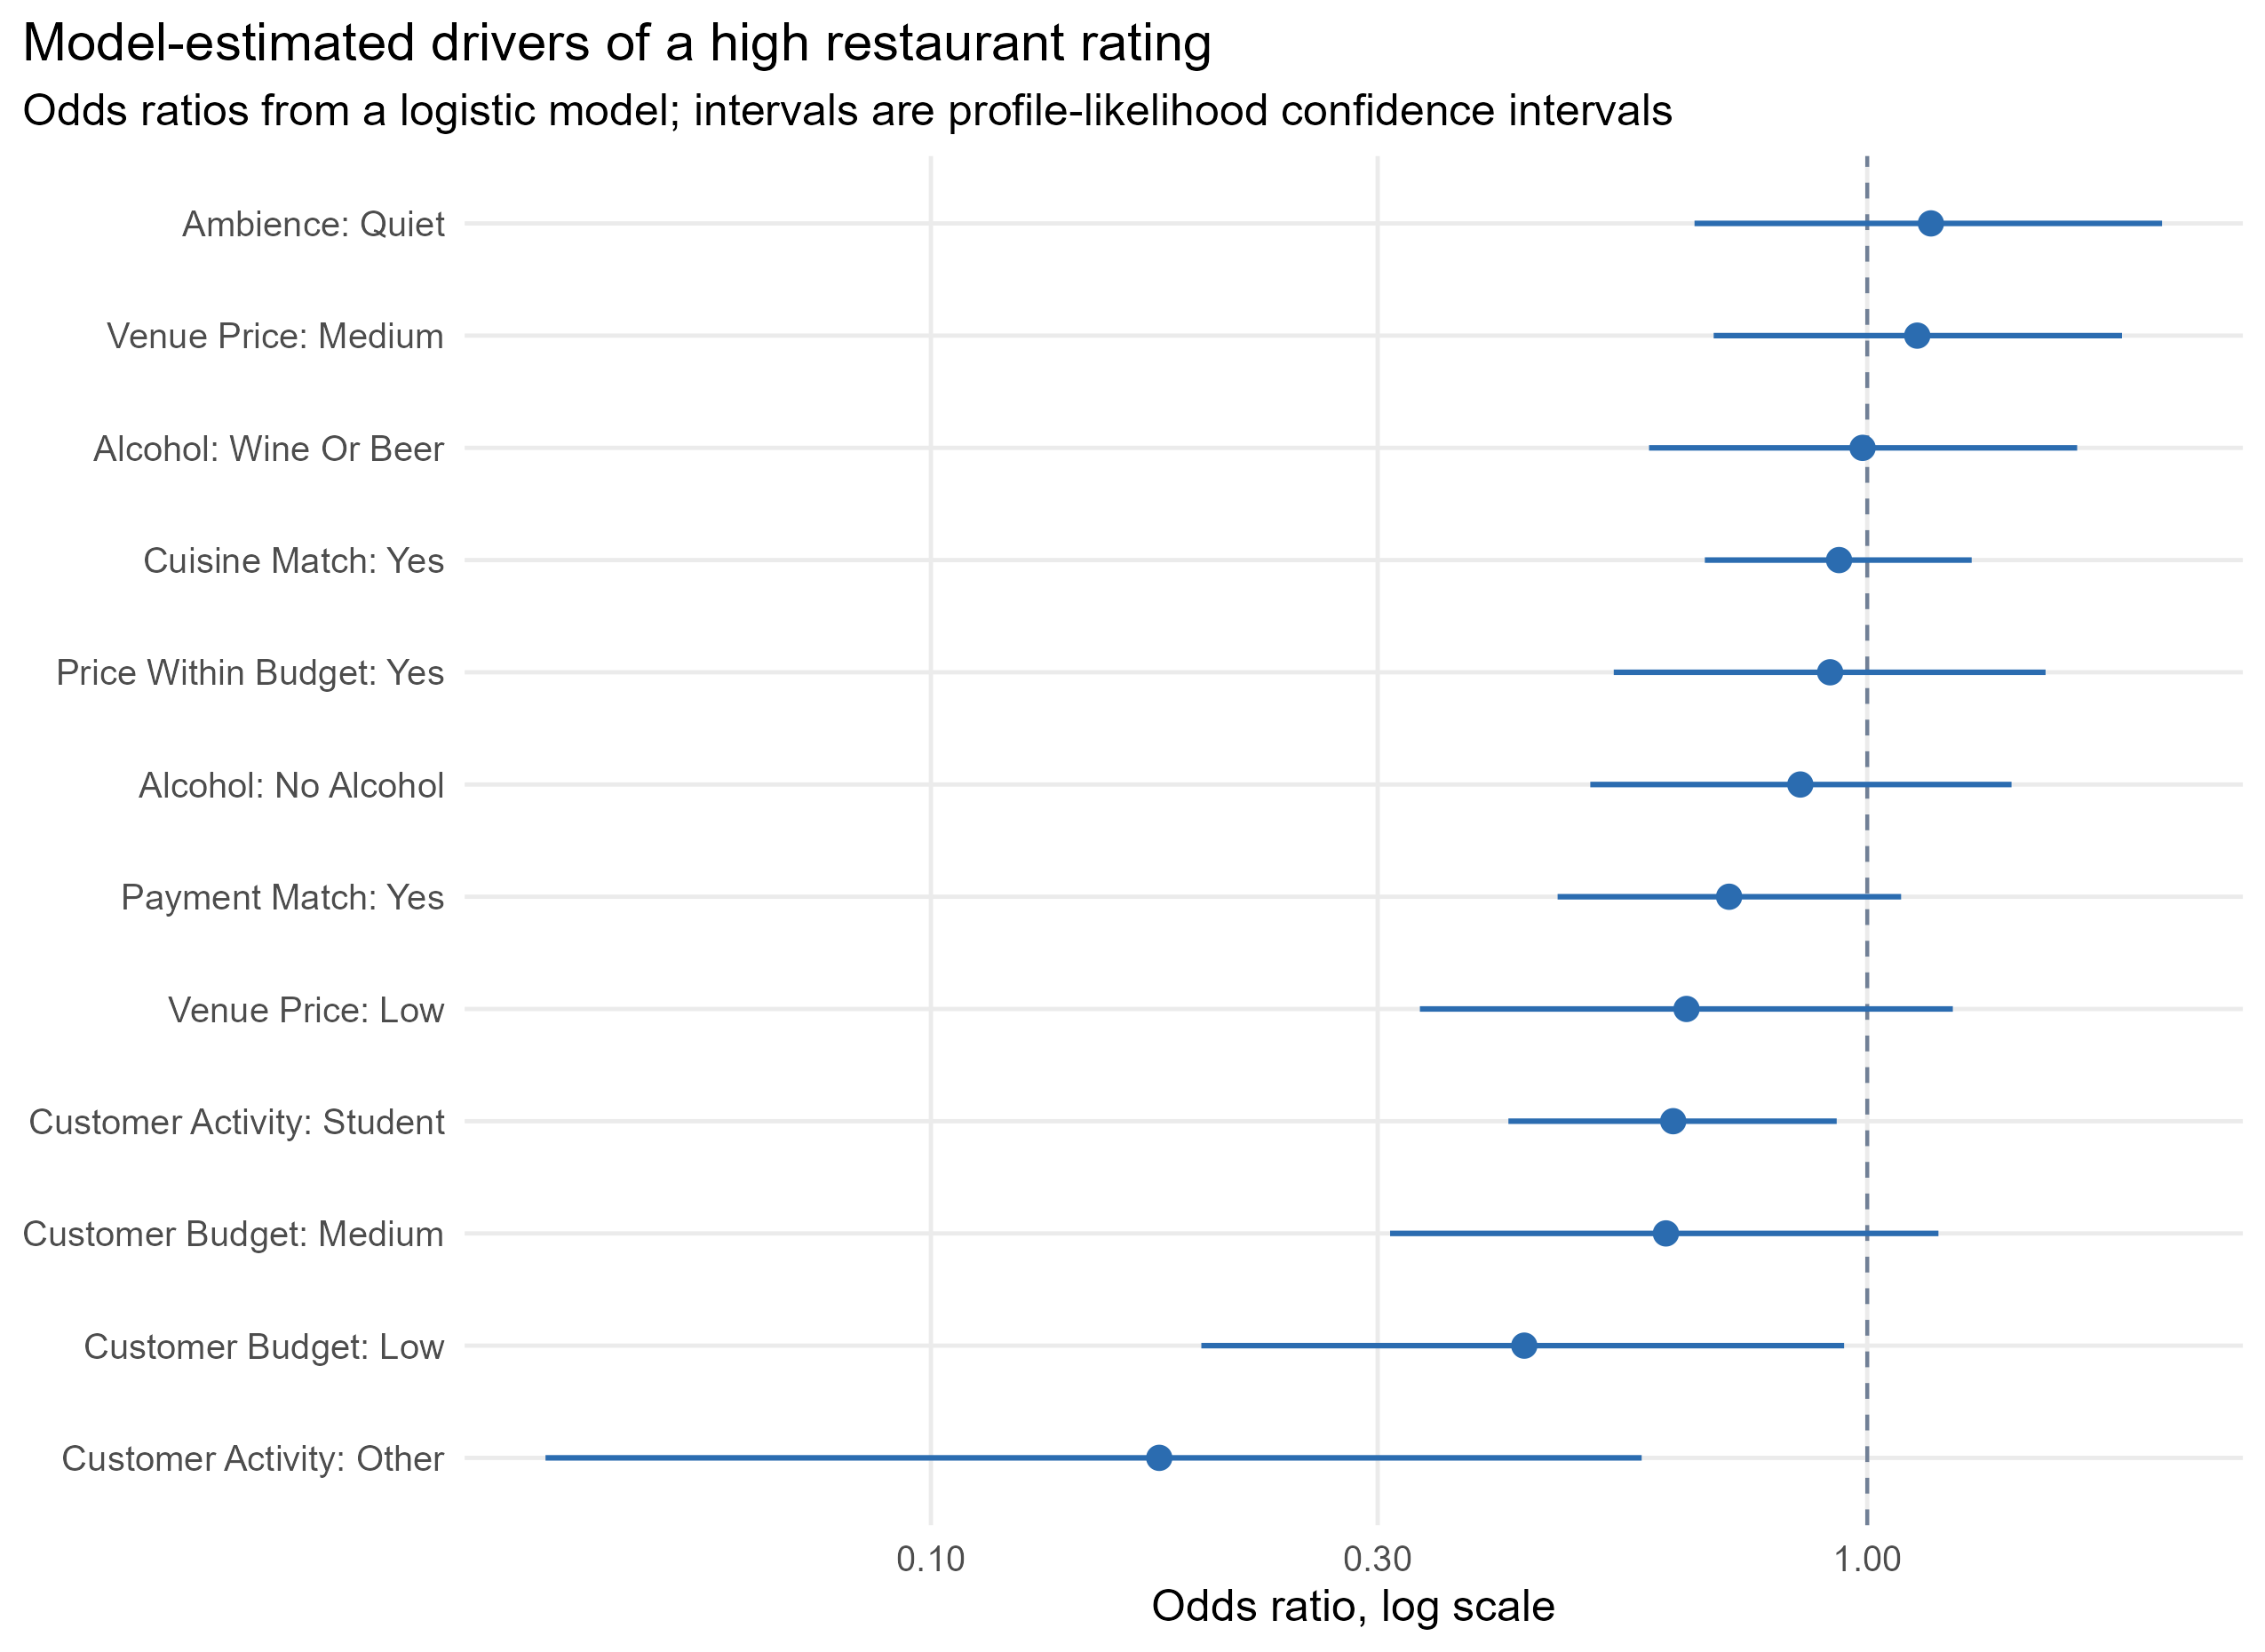 Model-estimated drivers of a high restaurant rating
Odds ratios from a logistic model; intervals are profile-likelihood confidence intervals
Ambience: Quiet
Venue Price: Medium
Alcohol: Wine Or Beer
Cuisine Match: Yes
Price Within Budget: Yes
Alcohol: No Alcohol
Payment Match: Yes
Venue Price: Low
Customer Activity: Student
Customer Budget: Medium
Customer Budget: Low
Customer Activity: Other
0.10 0.30 1.00
Odds ratio, log scale